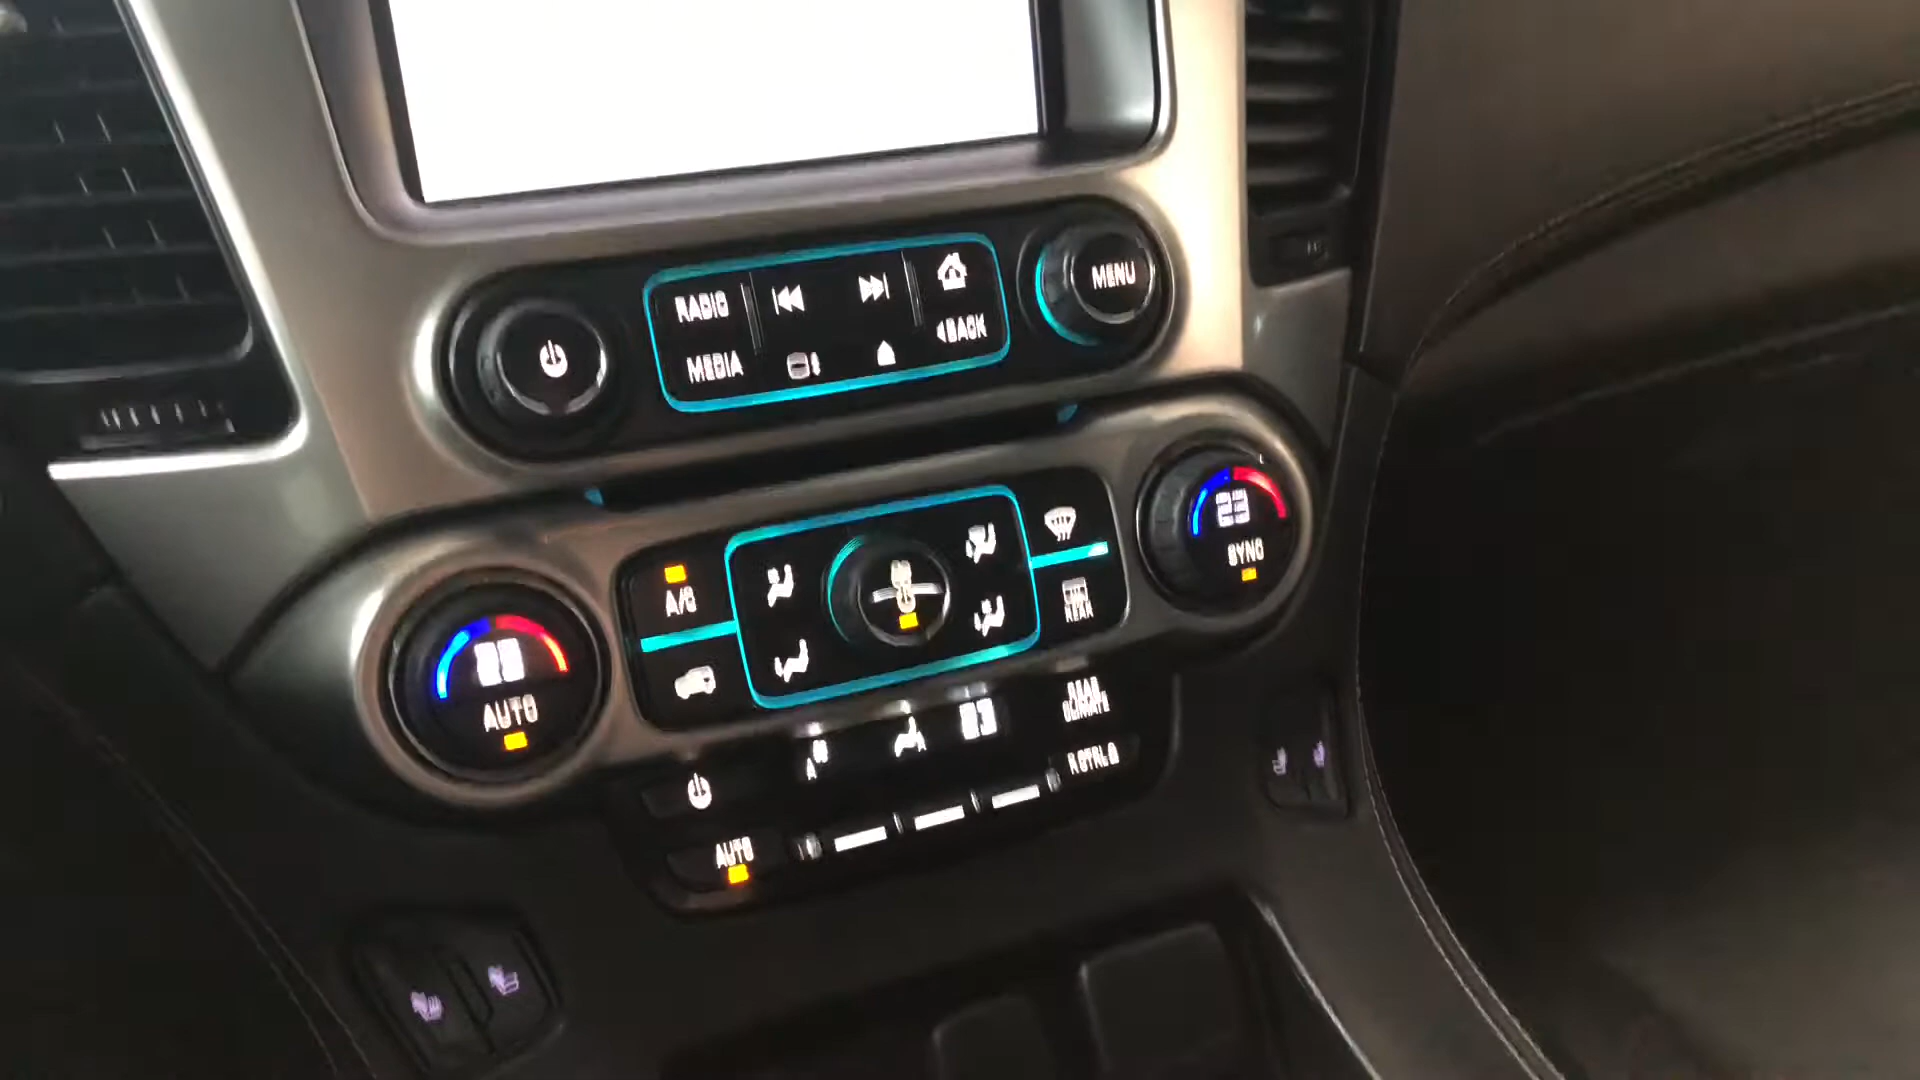 RADIO
MENU
◀BACK
MEDIA
SYNC
A/C
REAR
AUTO
REAR
CLIMATE
AUTO